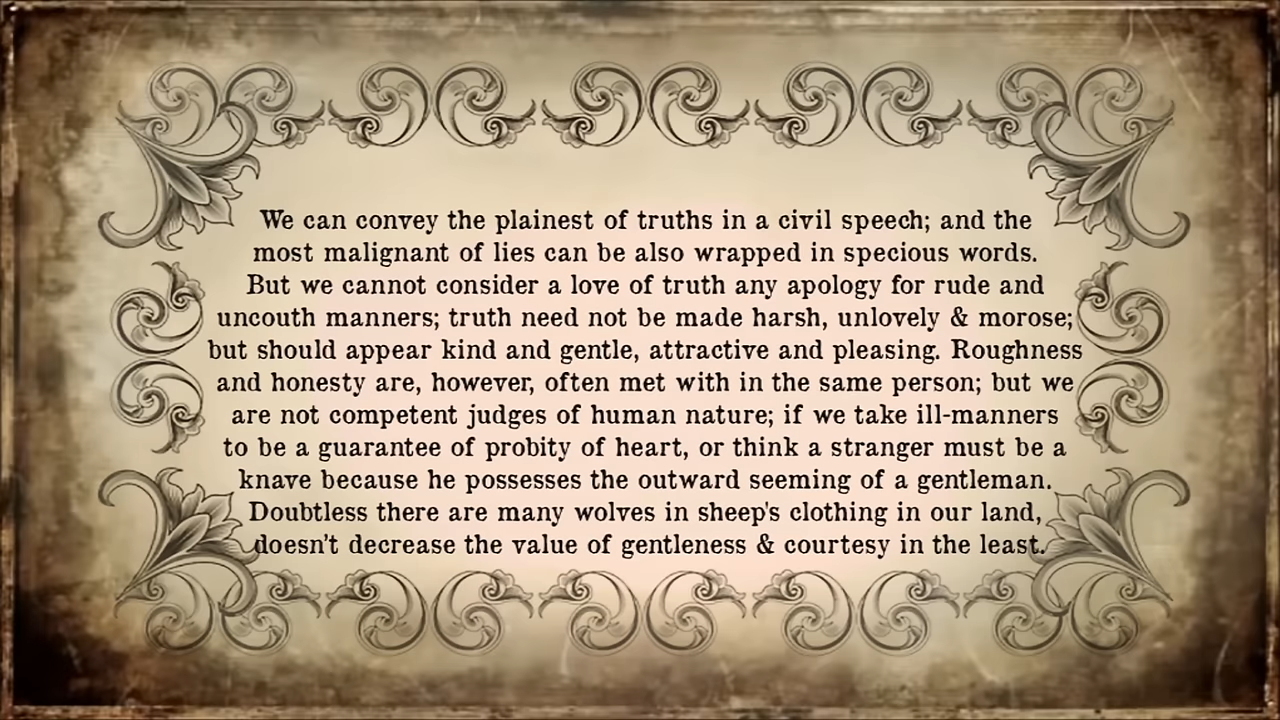 We can convey the plainest of truths in a civil speech; and the
most malignant of lies can be also wrapped in specious words.
But we cannot consider a love of truth any apology for rude and
uncouth manners; truth need not be made harsh, unlovely & morose;
but should appear kind and gentle, attractive and pleasing. Roughness
and honesty are, however, often met with in the same person; but we
are not competent judges of human nature; if we take ill-manners
to be a guarantee of probity of heart, or think a stranger must be a
knave because he possesses the outward seeming of a gentleman.
Doubtless there are many wolves in sheep's clothing in our land,
doesn't decrease the value of gentleness & courtesy in the least.